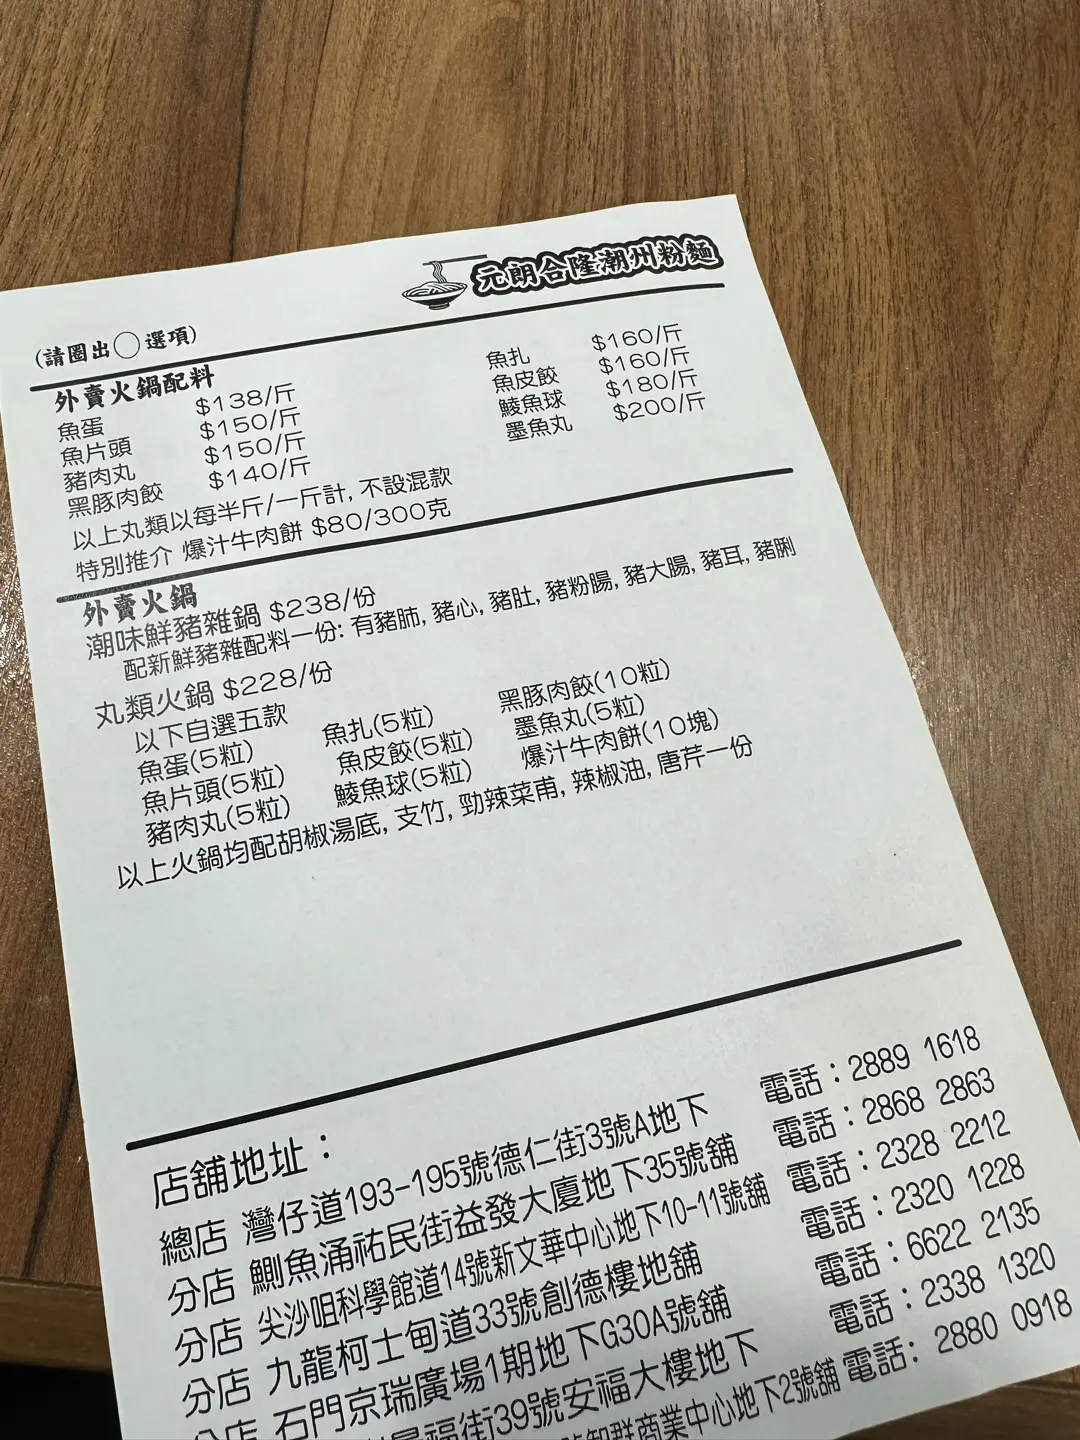 元朗合隆潮州粉麵
(請圈出○選項)
外賣火鍋配料
魚蛋 $138/斤 魚扎 $160/斤
魚片頭 $150/斤 魚皮餃 $160/斤
豬肉丸 $150/斤 鯪魚球 $180/斤
黑豚肉餃 $140/斤 墨魚丸 $200/斤
以上丸類以每半斤/一斤計, 不設混款
特別推介 爆汁牛肉餅 $80/300克
外賣火鍋
潮味鮮豬雜鍋 $238/份
配新鮮豬雜配料一份: 有豬肺, 豬心, 豬肚, 豬粉腸, 豬大腸, 豬耳, 豬脷
丸類火鍋 $228/份
以下自選五款
魚蛋(5粒) 魚扎(5粒) 黑豚肉餃(10粒)
魚片頭(5粒) 魚皮餃(5粒) 墨魚丸(5粒)
豬肉丸(5粒) 鯪魚球(5粒) 爆汁牛肉餅(10塊)
以上火鍋均配胡椒湯底, 支竹, 勁辣菜甫, 辣椒油, 唐芹一份
店舖地址：
總店 灣仔道193-195號德仁街3號A地下 電話：2889 1618
分店 鰂魚涌祐民街益發大廈地下35號舖 電話：2868 2863
分店 尖沙咀科學館道14號新文華中心地下10-11號舖 電話：2328 2212
分店 九龍柯士甸道33號創德樓地舖 電話：2320 1228
分店 石門京瑞廣場1期地下G30A號舖 電話：6622 2135
福街39號安福大樓地下 電話：2338 1320
群商業中心地下2號舖 電話：2880 0918